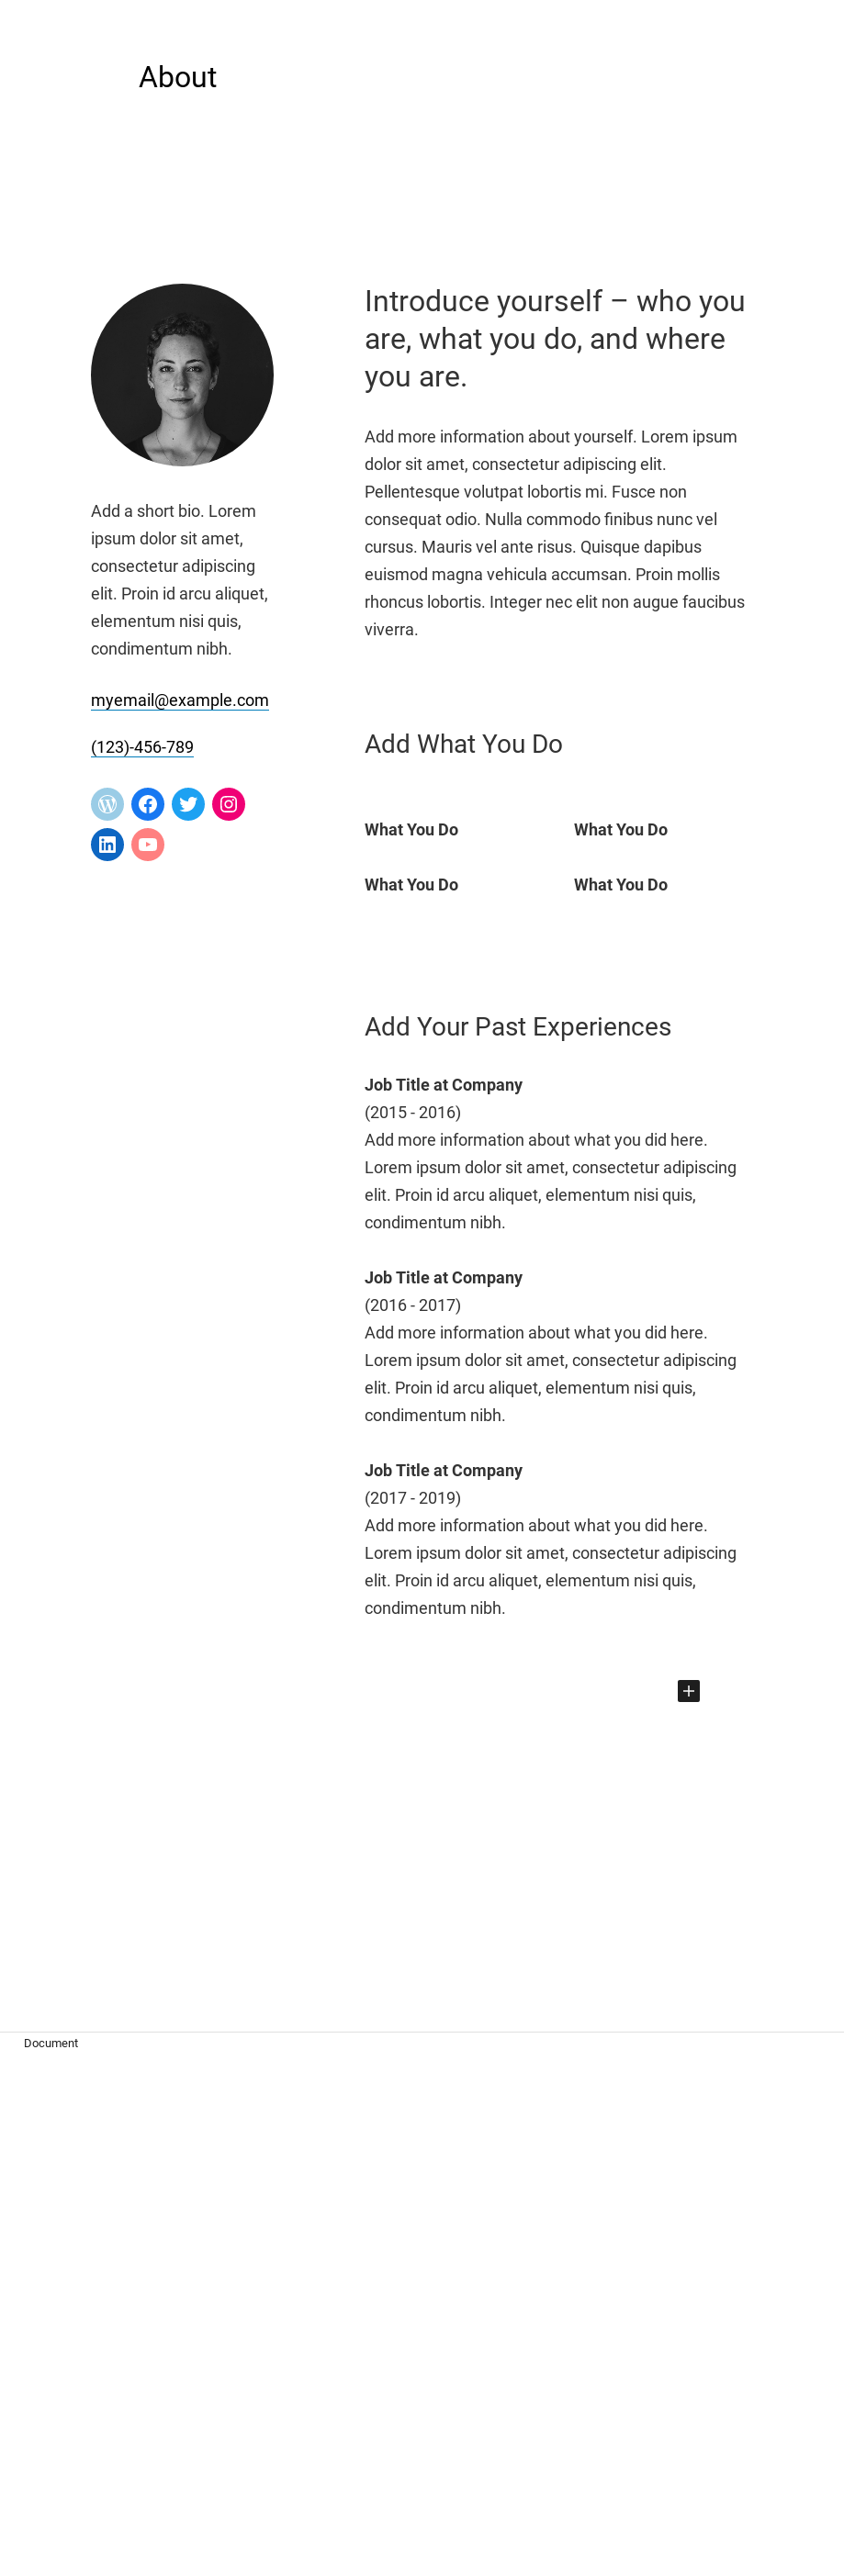 About
Add a short bio. Lorem
ipsum dolor sit amet,
consectetur adipiscing
elit. Proin id arcu aliquet,
elementum nisi quis,
condimentum nibh.
myemail@example.com
(123)-456-789
Introduce yourself – who you
are, what you do, and where
you are.
Add more information about yourself. Lorem ipsum
dolor sit amet, consectetur adipiscing elit.
Pellentesque volutpat lobortis mi. Fusce non
consequat odio. Nulla commodo finibus nunc vel
cursus. Mauris vel ante risus. Quisque dapibus
euismod magna vehicula accumsan. Proin mollis
rhoncus lobortis. Integer nec elit non augue faucibus
viverra.
Add What You Do
What You Do
What You Do
What You Do
What You Do
Add Your Past Experiences
Job Title at Company
(2015 - 2016)
Add more information about what you did here.
Lorem ipsum dolor sit amet, consectetur adipiscing
elit. Proin id arcu aliquet, elementum nisi quis,
condimentum nibh.
Job Title at Company
(2016 - 2017)
Add more information about what you did here.
Lorem ipsum dolor sit amet, consectetur adipiscing
elit. Proin id arcu aliquet, elementum nisi quis,
condimentum nibh.
Job Title at Company
(2017 - 2019)
Add more information about what you did here.
Lorem ipsum dolor sit amet, consectetur adipiscing
elit. Proin id arcu aliquet, elementum nisi quis,
condimentum nibh.
Document